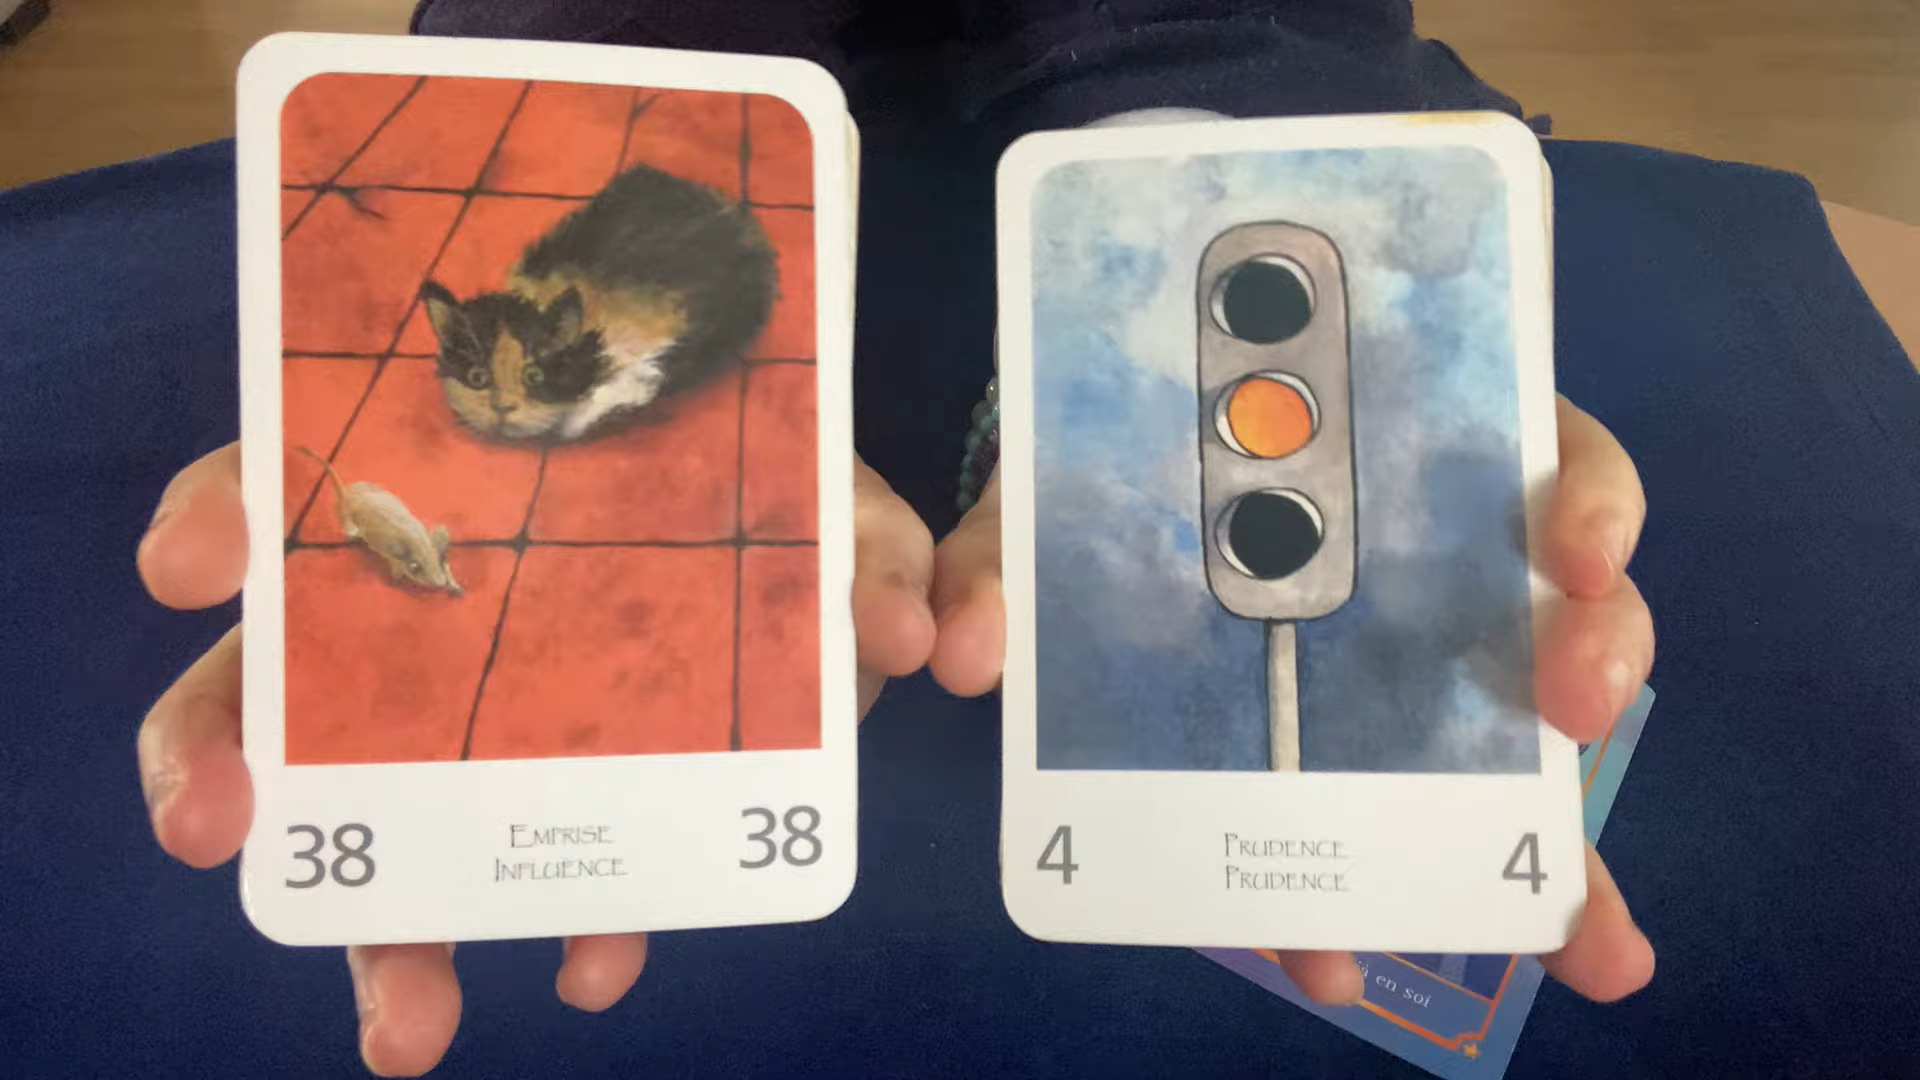 38
EMPRISE
INFLUENCE
38
4
PRUDENCE
PRUDENCE
4
en soi